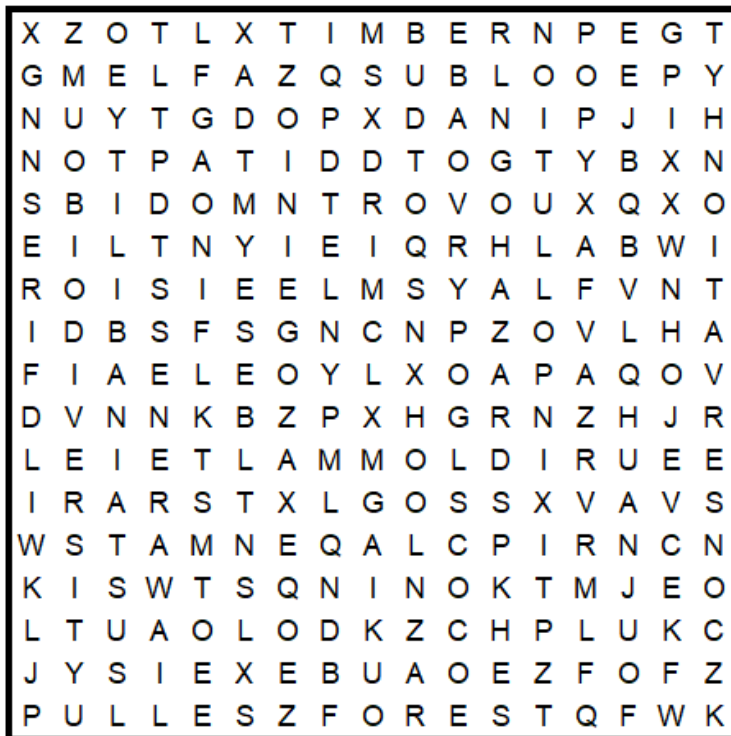 X Z O T L X T I M B E R N P E G T
G M E L F A Z Q S U B L O O E P Y
N U Y T G D O P X D A N I P J I H
N O T P A T I D D T O G T Y B X N
S B I D O M N T R O V O U X Q X O
E I L T N Y I E I Q R H L A B W I
R O I S I E E L M S Y A L F V N T
I D B S F S G N C N P Z O V L H A
F I A E L E O Y L X O A P A Q O V
D V N N K B Z P X H G R N Z H J R
L E I E T L A M M O L D I R U E E
I R A R S T X L G O S S X V A V S
W S T A M N E Q A L C P I R N C N
K I S W T S Q N I N O K T M J E O
L T U A O L O D K Z C H P L U K C
J Y S I E X E B U A O E Z F O F Z
P U L L E S Z F O R E S T Q F W K